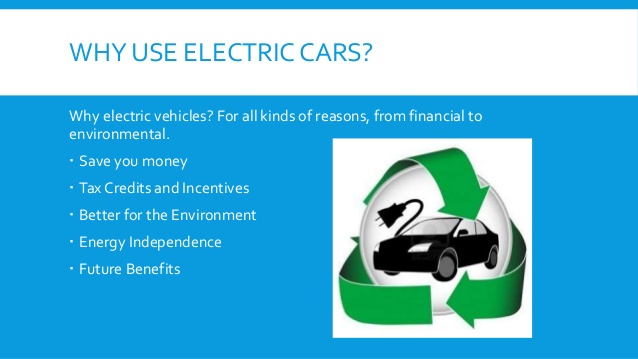 WHY USE ELECTRIC CARS?
Why electric vehicles? For all kinds of reasons, from financial to
environmental.
▪ Save you money
▪ Tax Credits and Incentives
▪ Better for the Environment
▪ Energy Independence
▪ Future Benefits